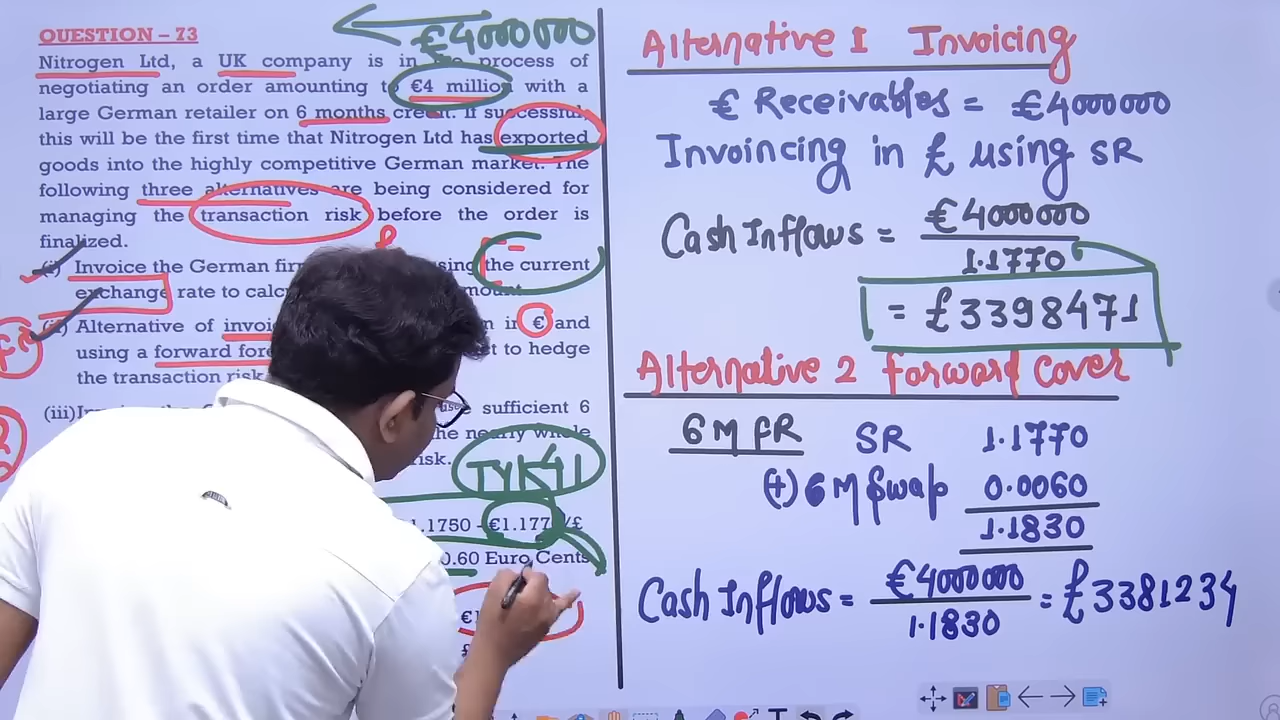 QUESTION – 73
€4000000
Nitrogen Ltd, a UK company is in process of
negotiating an order amounting to €4 million with a
large German retailer on 6 months credit. If successful,
this will be the first time that Nitrogen Ltd has exported
goods into the highly competitive German market. The
following three alternatives are being considered for
managing the transaction risk before the order is
finalized.
(i) Invoice the German firm using the current
exchange rate to calc amount.
(ii) Alternative of in € and
using a forward to hedge
the transaction risk
(iii) sufficient 6
the nearly whole
risk.
TYK41
1.1750 - €1.177 /£
0.60 Euro Cents
Alternative 1 Invoicing
€ Receivables = €4000000
Invoincing in £ using SR
Cash Inflows = €4000000
1.1770
= £3398471
Alternative 2 Forward Cover
6M FR SR 1.1770
(+) 6M Swap 0.0060
1.1830
Cash Inflows = €4000000 = £3381234
1.1830